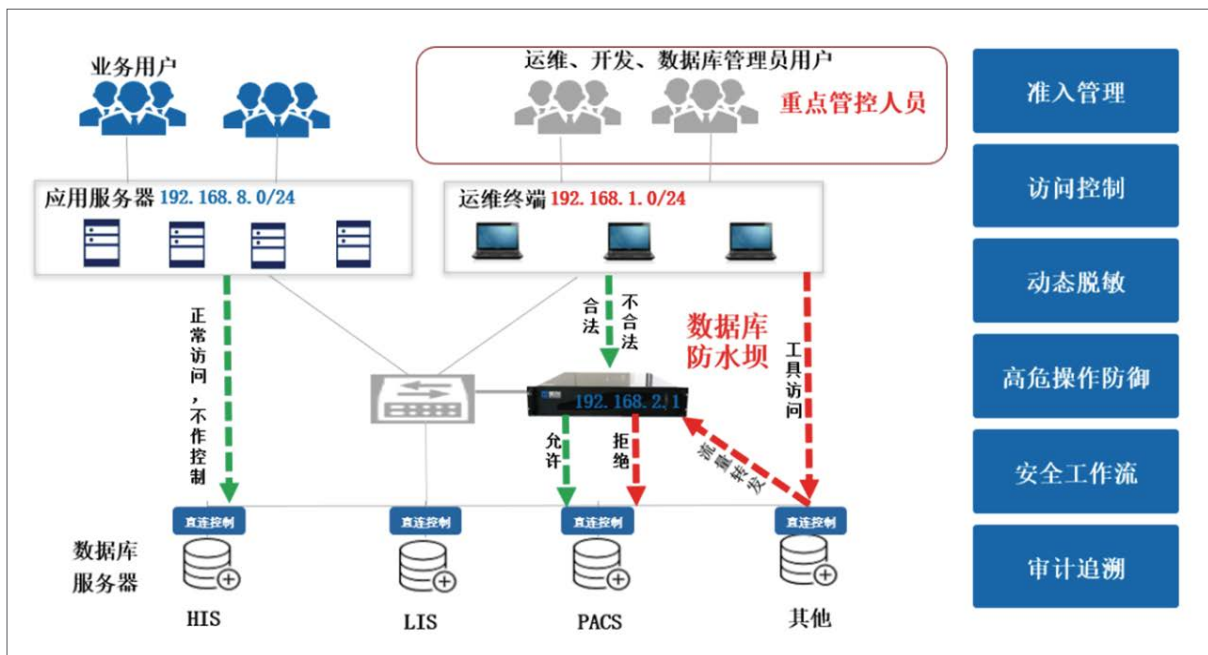 业务用户
运维、开发、数据库管理员用户
重点管控人员
应用服务器 192.168.8.0/24
运维终端 192.168.1.0/24
正常访问，不作控制
合法
不合法
数据库
防水坝
工具访问
192.168.2.1
允许
拒绝
流量转发
直连控制
直连控制
直连控制
直连控制
数据库
服务器
HIS
LIS
PACS
其他
准入管理
访问控制
动态脱敏
高危操作防御
安全工作流
审计追溯